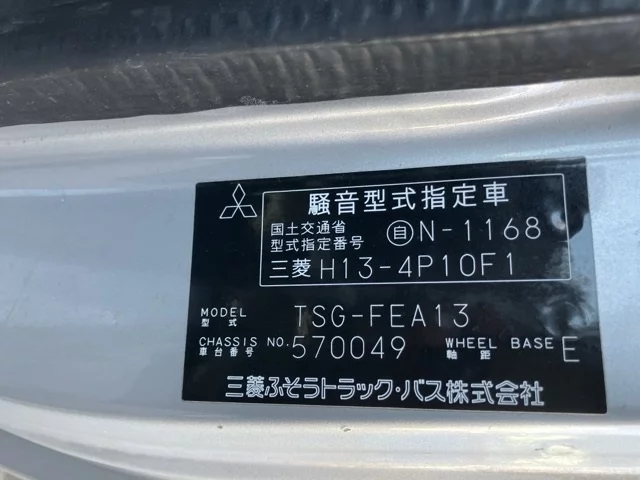 騒音型式指定車
国土交通省
型式指定番号
自N-1168
三菱 H13-4P10F1
MODEL
型式
TSG-FEA13
CHASSIS NO.
車台番号
570049
WHEEL BASE
軸距
E
三菱ふそうトラック・バス株式会社